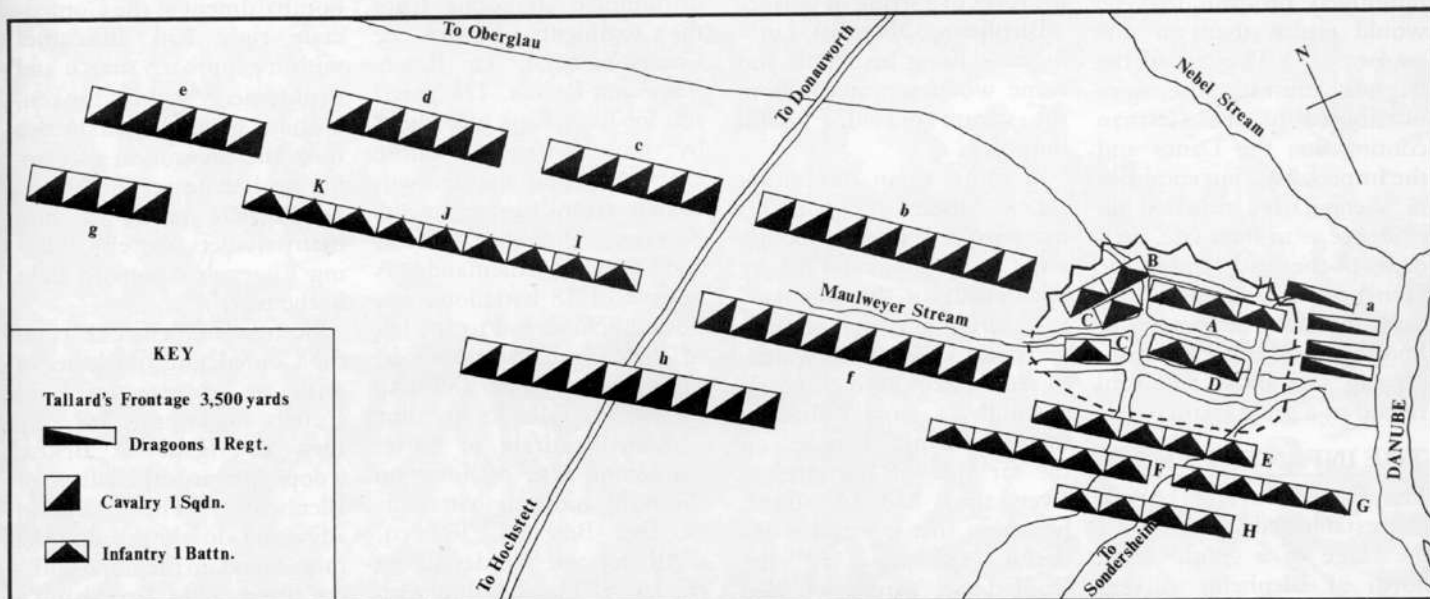 To Oberglau
To Donauworth
Nebel Stream
N
e
d
c
b
g
K
J
I
Maulweyer Stream
B
a
C
A
C
D
h
f
E
F
G
H
DANUBE
To Hochstett
To
Sondersheim
KEY
Tallard's Frontage 3,500 yards
Dragoons 1 Regt.
Cavalry 1 Sqdn.
Infantry 1 Battn.